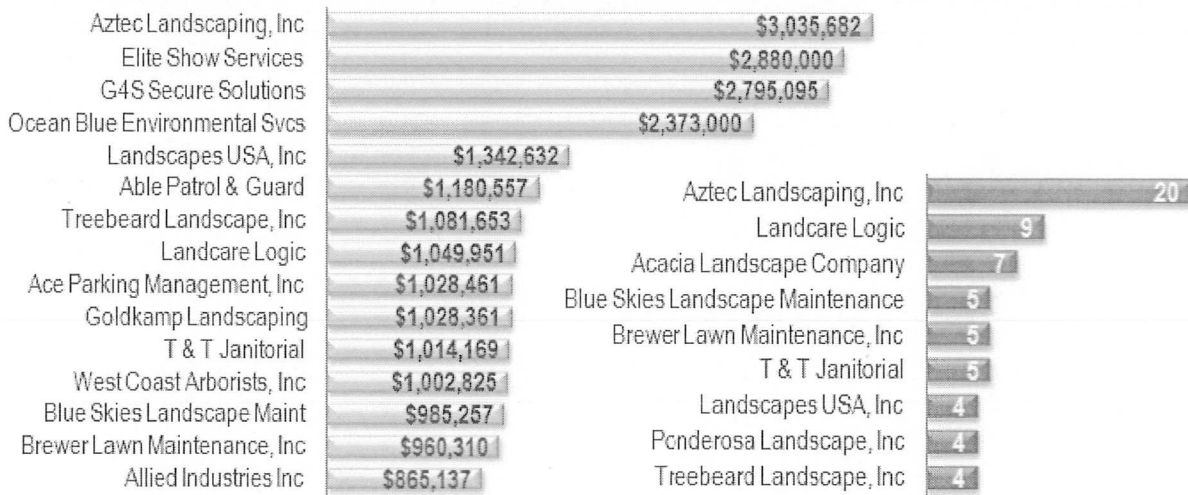 Aztec Landscaping, Inc $3,035,682
Elite Show Services $2,880,000
G4S Secure Solutions $2,795,095
Ocean Blue Environmental Svcs $2,373,000
Landscapes USA, Inc $1,342,632
Able Patrol & Guard $1,180,557
Treebeard Landscape, Inc $1,081,653
Landcare Logic $1,049,951
Ace Parking Management, Inc $1,028,461
Goldkamp Landscaping $1,028,361
T & T Janitorial $1,014,169
West Coast Arborists, Inc $1,002,825
Blue Skies Landscape Maint $985,257
Brewer Lawn Maintenance, Inc $960,310
Allied Industries Inc $865,137
Aztec Landscaping, Inc 20
Landcare Logic 9
Acacia Landscape Company 7
Blue Skies Landscape Maintenance 5
Brewer Lawn Maintenance, Inc 5
T & T Janitorial 5
Landscapes USA, Inc 4
Ponderosa Landscape, Inc 4
Treebeard Landscape, Inc 4